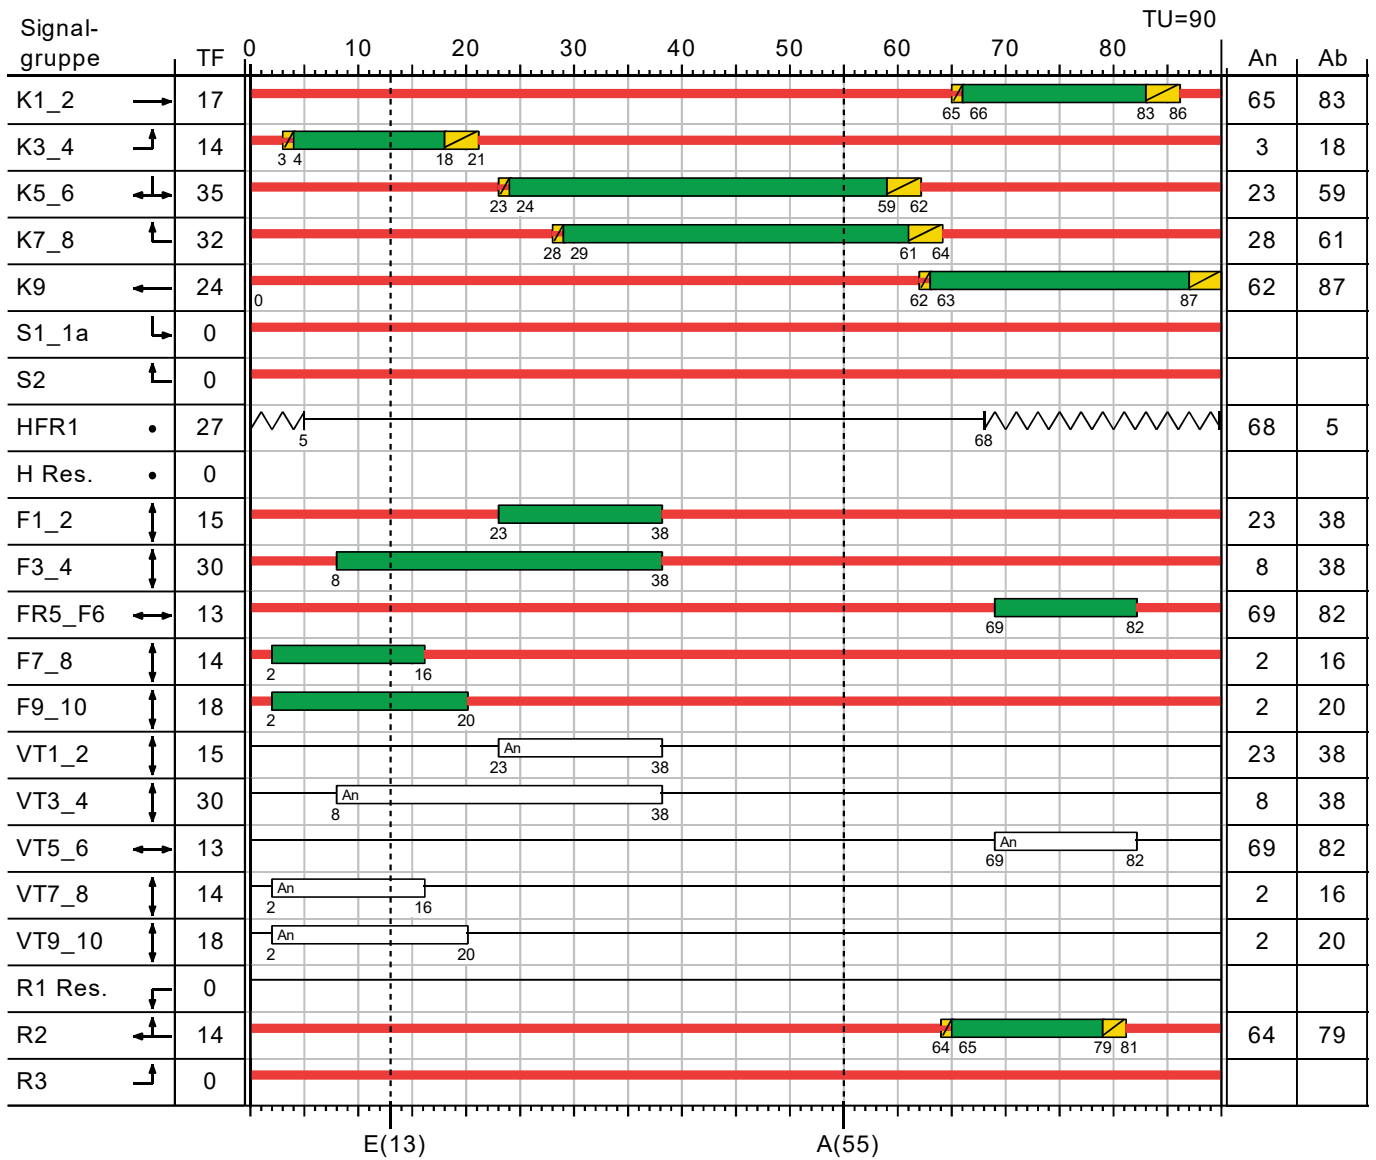 TU=90
Signal-
gruppe TF 0 10 20 30 40 50 60 70 80 An Ab
K1_2 17 65 83
65 66 83 86
K3_4 14 3 18
3 4 18 21
K5_6 35 23 59
23 24 59 62
K7_8 32 28 61
28 29 61 64
K9 24 62 87
0 62 63 87
S1_1a 0
S2 0
HFR1 27 68 5
5 68
H Res. 0
F1_2 15 23 38
23 38
F3_4 30 8 38
8 38
FR5_F6 13 69 82
69 82
F7_8 14 2 16
2 16
F9_10 18 2 20
2 20
VT1_2 15 An 23 38
23 38
VT3_4 30 An 8 38
8 38
VT5_6 13 An 69 82
69 82
VT7_8 14 An 2 16
2 16
VT9_10 18 An 2 20
2 20
R1 Res. 0
R2 14 64 79
64 65 79 81
R3 0
E(13) A(55)